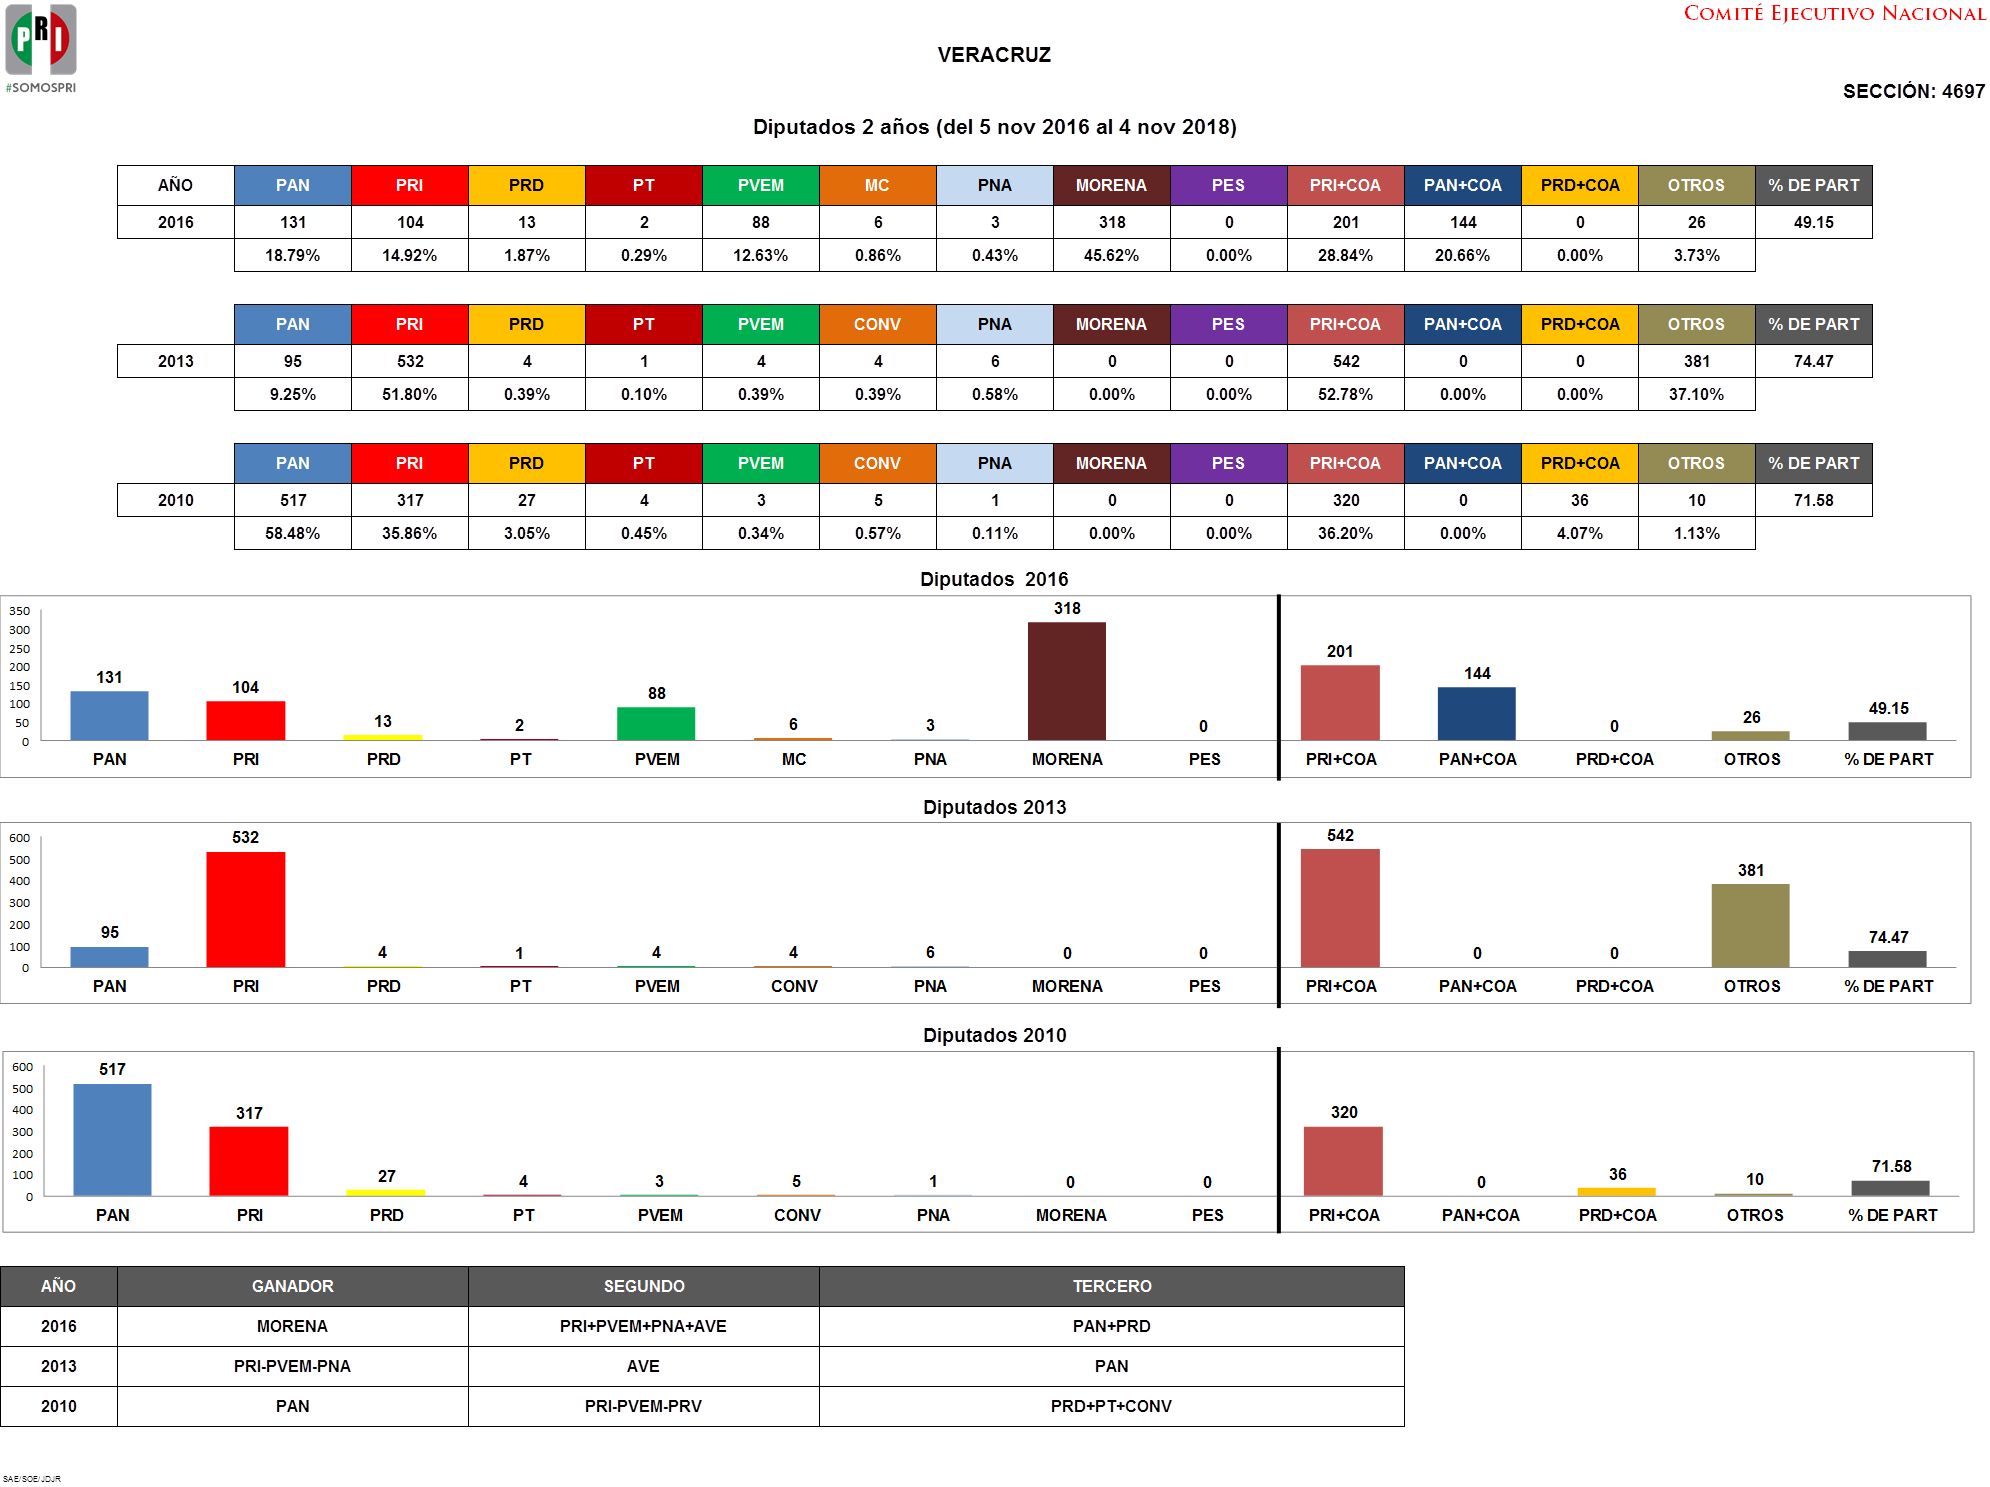 PRI
#SOMOSPRI
COMITÉ EJECUTIVO NACIONAL
VERACRUZ
SECCIÓN: 4697
Diputados 2 años (del 5 nov 2016 al 4 nov 2018)
AÑO PAN PRI PRD PT PVEM MC PNA MORENA PES PRI+COA PAN+COA PRD+COA OTROS % DE PART
2016 131 104 13 2 88 6 3 318 0 201 144 0 26 49.15
18.79% 14.92% 1.87% 0.29% 12.63% 0.86% 0.43% 45.62% 0.00% 28.84% 20.66% 0.00% 3.73%
PAN PRI PRD PT PVEM CONV PNA MORENA PES PRI+COA PAN+COA PRD+COA OTROS % DE PART
2013 95 532 4 1 4 4 6 0 0 542 0 0 381 74.47
9.25% 51.80% 0.39% 0.10% 0.39% 0.39% 0.58% 0.00% 0.00% 52.78% 0.00% 0.00% 37.10%
PAN PRI PRD PT PVEM CONV PNA MORENA PES PRI+COA PAN+COA PRD+COA OTROS % DE PART
2010 517 317 27 4 3 5 1 0 0 320 0 36 10 71.58
58.48% 35.86% 3.05% 0.45% 0.34% 0.57% 0.11% 0.00% 0.00% 36.20% 0.00% 4.07% 1.13%
Diputados 2016
350
300
250
200
150
100
50
0
131 104 13 2 88 6 3 318 0 201 144 0 26 49.15
PAN PRI PRD PT PVEM MC PNA MORENA PES PRI+COA PAN+COA PRD+COA OTROS % DE PART
Diputados 2013
600
500
400
300
200
100
0
95 532 4 1 4 4 6 0 0 542 0 0 381 74.47
PAN PRI PRD PT PVEM CONV PNA MORENA PES PRI+COA PAN+COA PRD+COA OTROS % DE PART
Diputados 2010
600
500
400
300
200
100
0
517 317 27 4 3 5 1 0 0 320 0 36 10 71.58
PAN PRI PRD PT PVEM CONV PNA MORENA PES PRI+COA PAN+COA PRD+COA OTROS % DE PART
AÑO GANADOR SEGUNDO TERCERO
2016 MORENA PRI+PVEM+PNA+AVE PAN+PRD
2013 PRI-PVEM-PNA AVE PAN
2010 PAN PRI-PVEM-PRV PRD+PT+CONV
SAE/SOE/JDJR